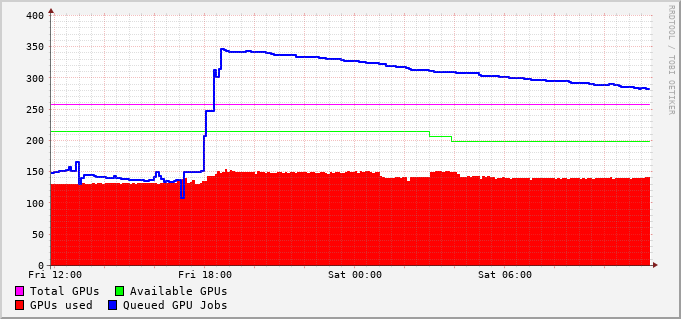 400
350
300
250
200
150
100
50
0
Fri 12:00 Fri 18:00 Sat 00:00 Sat 06:00
Total GPUs Available GPUs
GPUs used Queued GPU Jobs
RRDTOOL / TOBI OETIKER